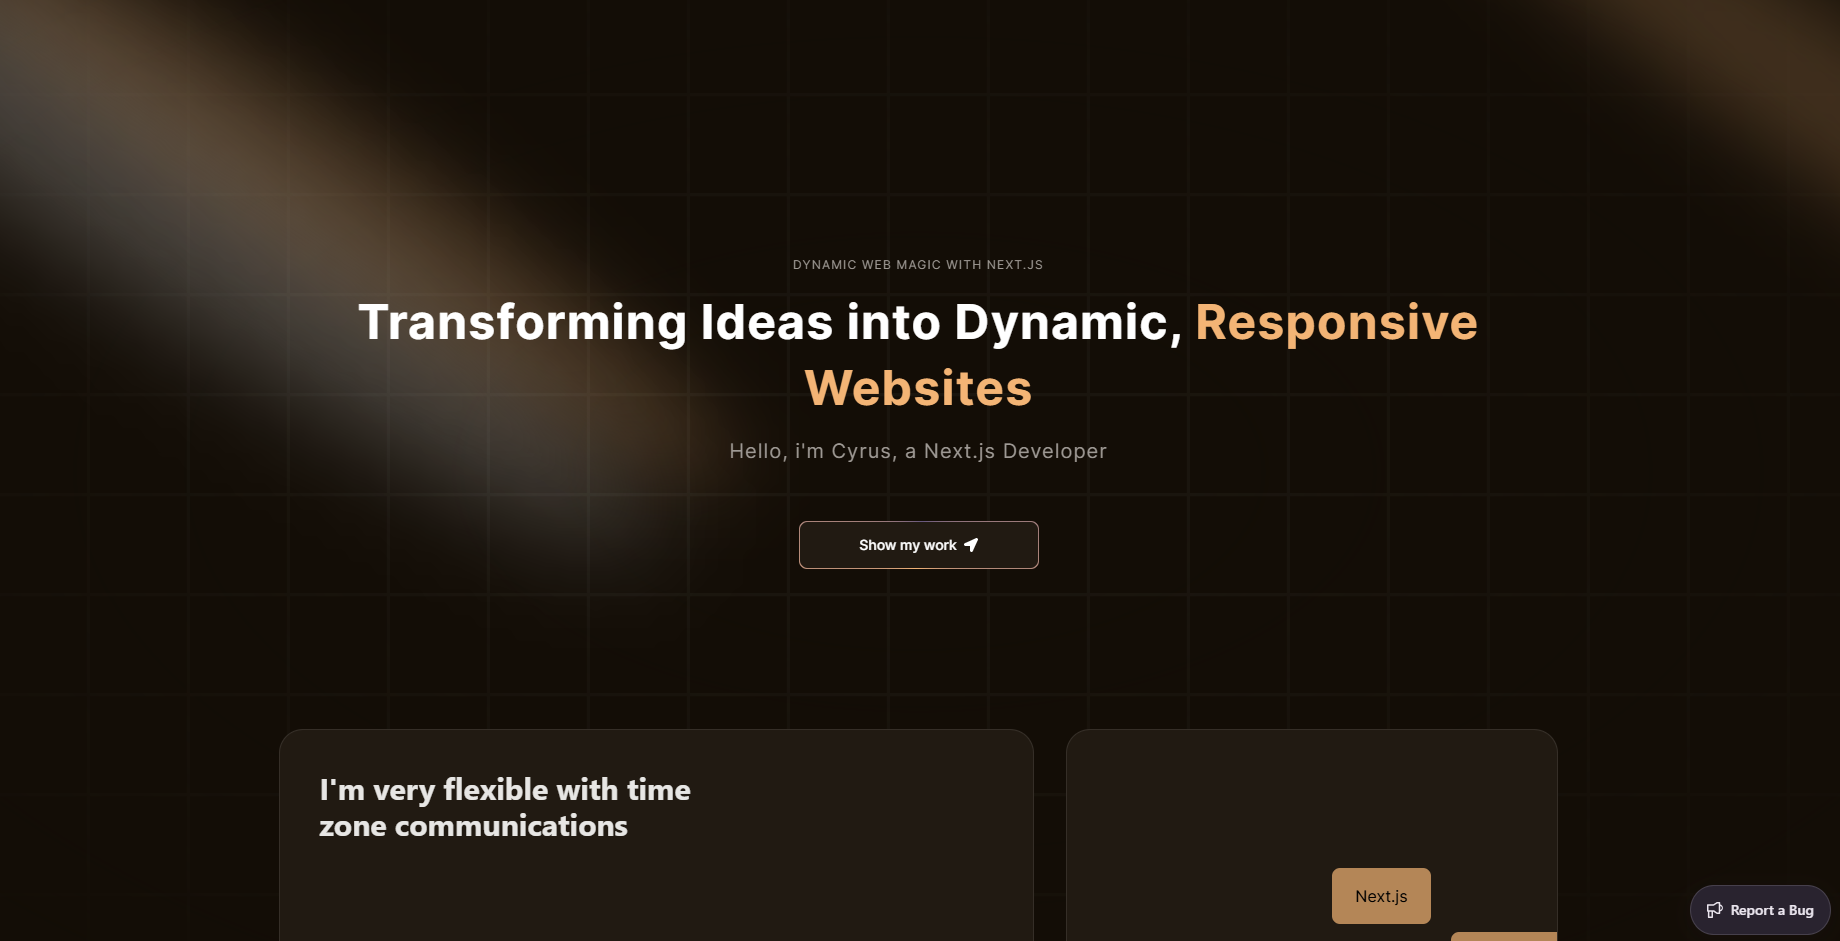 DYNAMIC WEB MAGIC WITH NEXT.JS
Transforming Ideas into Dynamic, Responsive
Websites
Hello, i'm Cyrus, a Next.js Developer
Show my work
I'm very flexible with time
zone communications
Next.js
Report a Bug